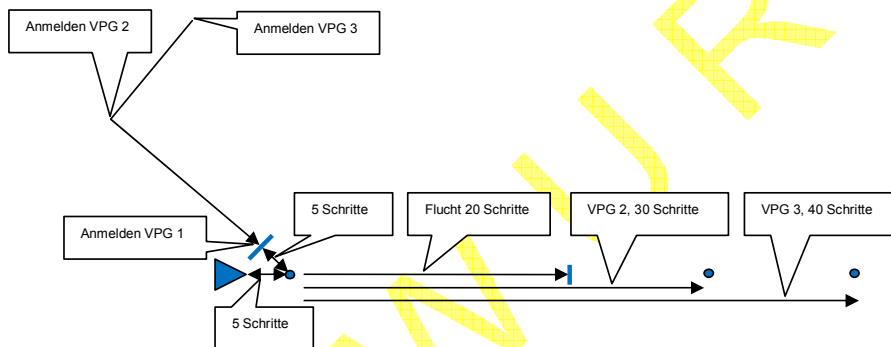 Anmelden VPG 2
Anmelden VPG 3
5 Schritte
Flucht 20 Schritte
VPG 2, 30 Schritte
VPG 3, 40 Schritte
Anmelden VPG 1
5 Schritte
W U R